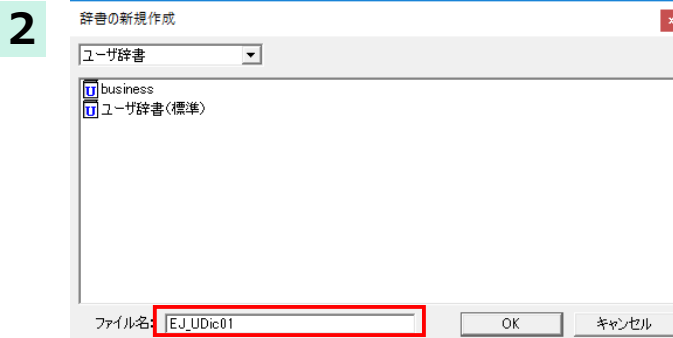 2
辞書の新規作成
ユーザ辞書
business
ユーザ辞書(標準)
ファイル名: EJ_UDic01 OK キャンセル